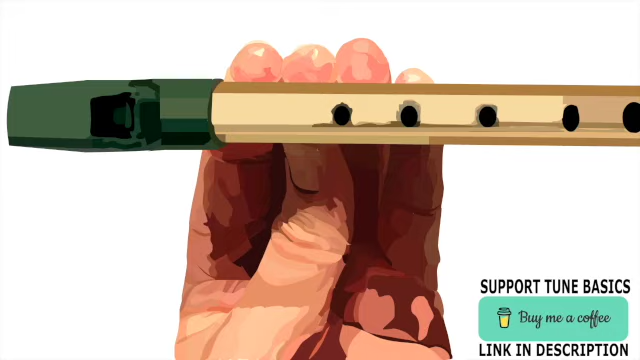 SUPPORT TUNE BASICS
Buy me a coffee
LINK IN DESCRIPTION